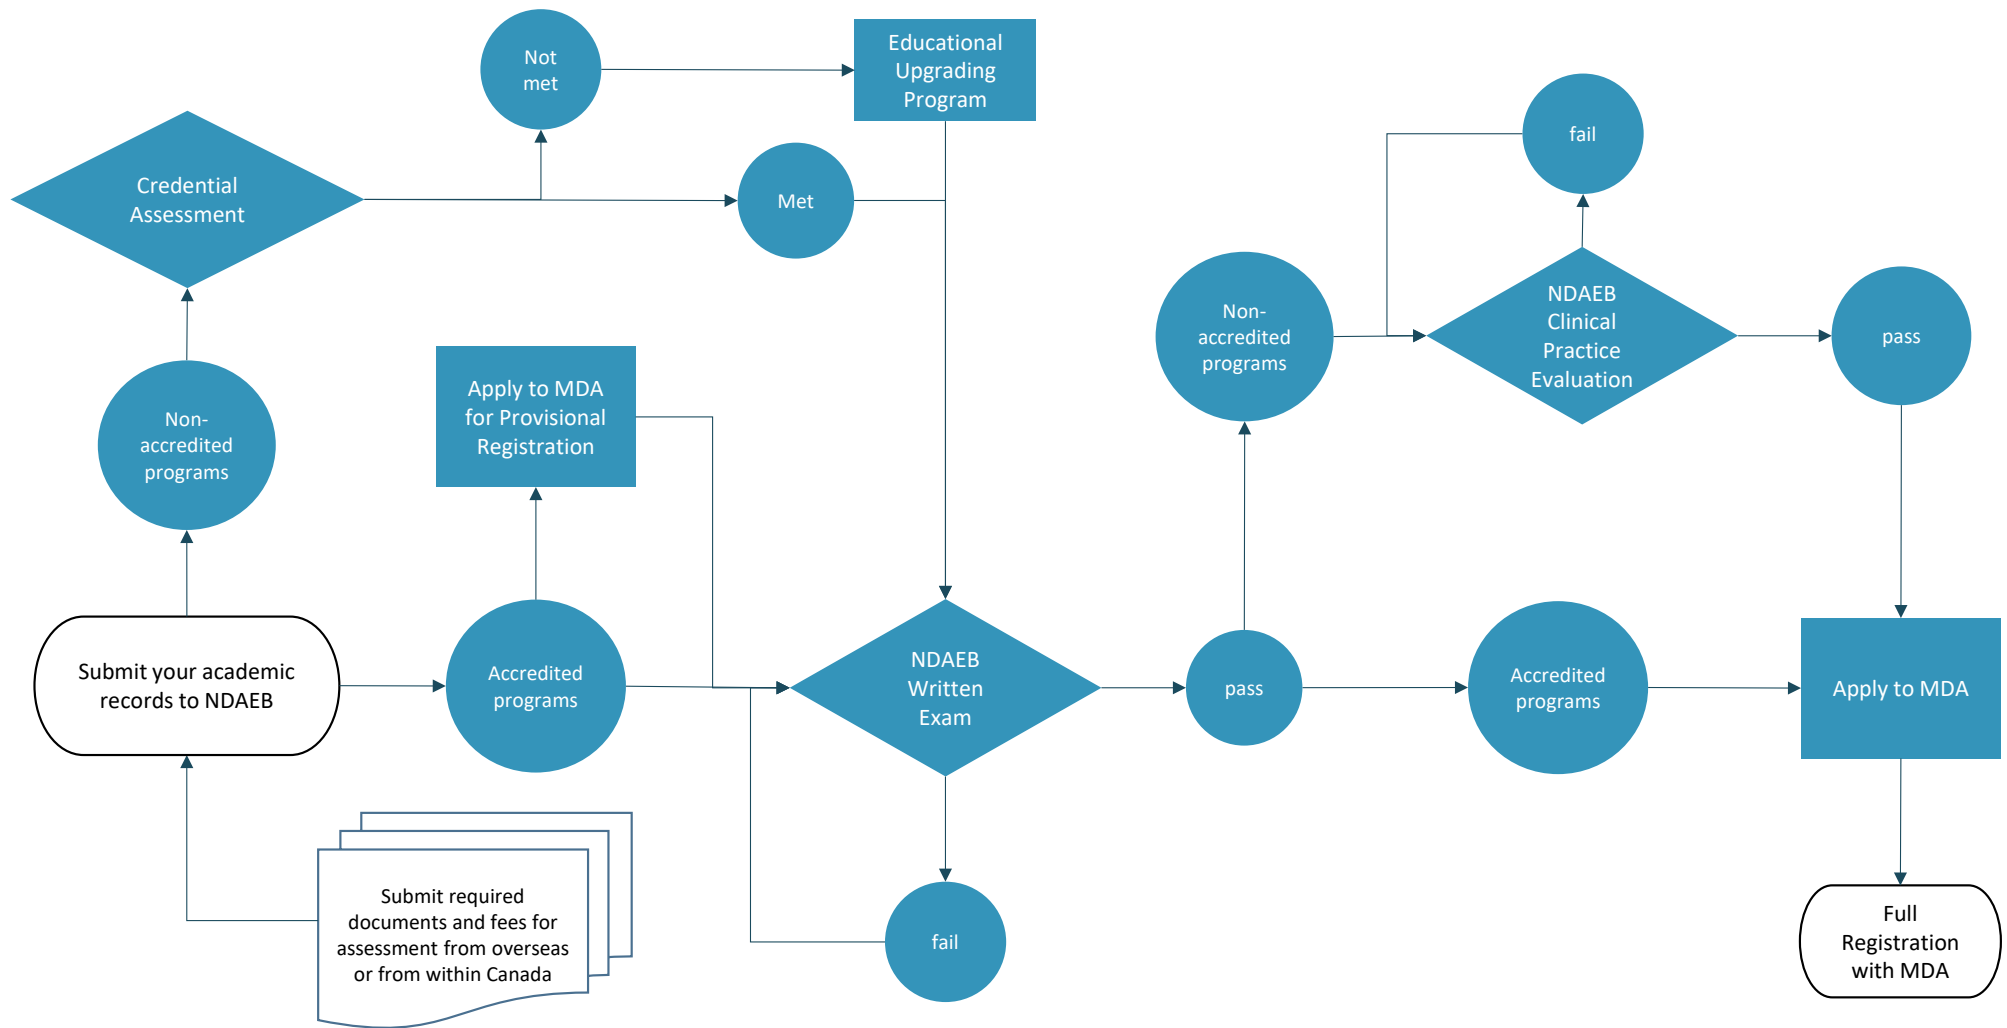 Not
met
Educational
Upgrading
Program
fail
Credential
Assessment
Met
Non-
accredited
programs
NDAEB
Clinical
Practice
Evaluation
pass
Apply to MDA
for Provisional
Registration
Non-
accredited
programs
Submit your academic
records to NDAEB
Accredited
programs
NDAEB
Written
Exam
pass
Accredited
programs
Apply to MDA
Submit required
documents and fees for
assessment from overseas
or from within Canada
fail
Full
Registration
with MDA